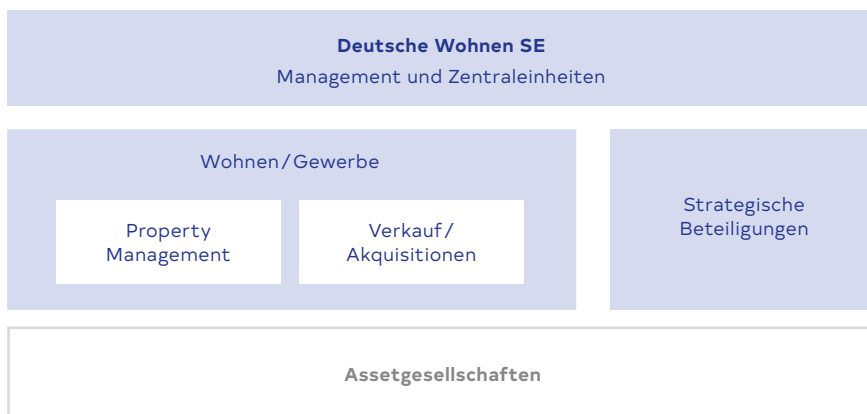 Deutsche Wohnen SE
Management und Zentraleinheiten
Wohnen/Gewerbe
Property
Management
Verkauf/
Akquisitionen
Strategische
Beteiligungen
Assetgesellschaften